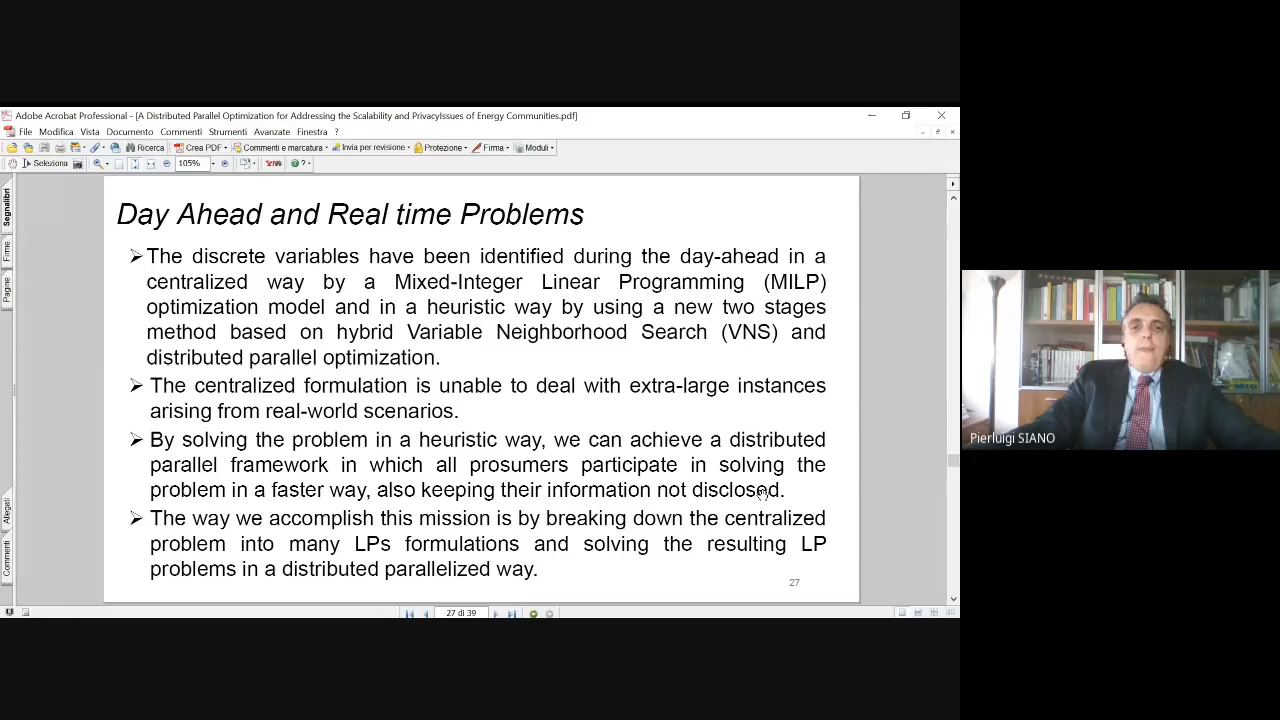 Adobe Acrobat Professional - [A Distributed Parallel Optimization for Addressing the Scalability and PrivacyIssues of Energy Communities.pdf]
File Modifica Vista Documento Commenti Strumenti Avanzate Finestra ?
Ricerca Crea PDF Commenti e marcatura Invia per revisione Protezione Firma Moduli
Seleziona 105% ?
Segnalibri
Firme
Pagine
Allegati
Commenti
Day Ahead and Real time Problems
➢ The discrete variables have been identified during the day-ahead in a
centralized way by a Mixed-Integer Linear Programming (MILP)
optimization model and in a heuristic way by using a new two stages
method based on hybrid Variable Neighborhood Search (VNS) and
distributed parallel optimization.
➢ The centralized formulation is unable to deal with extra-large instances
arising from real-world scenarios.
➢ By solving the problem in a heuristic way, we can achieve a distributed
parallel framework in which all prosumers participate in solving the
problem in a faster way, also keeping their information not disclosed.
➢ The way we accomplish this mission is by breaking down the centralized
problem into many LPs formulations and solving the resulting LP
problems in a distributed parallelized way.
27
27 di 39
Pierluigi SIANO